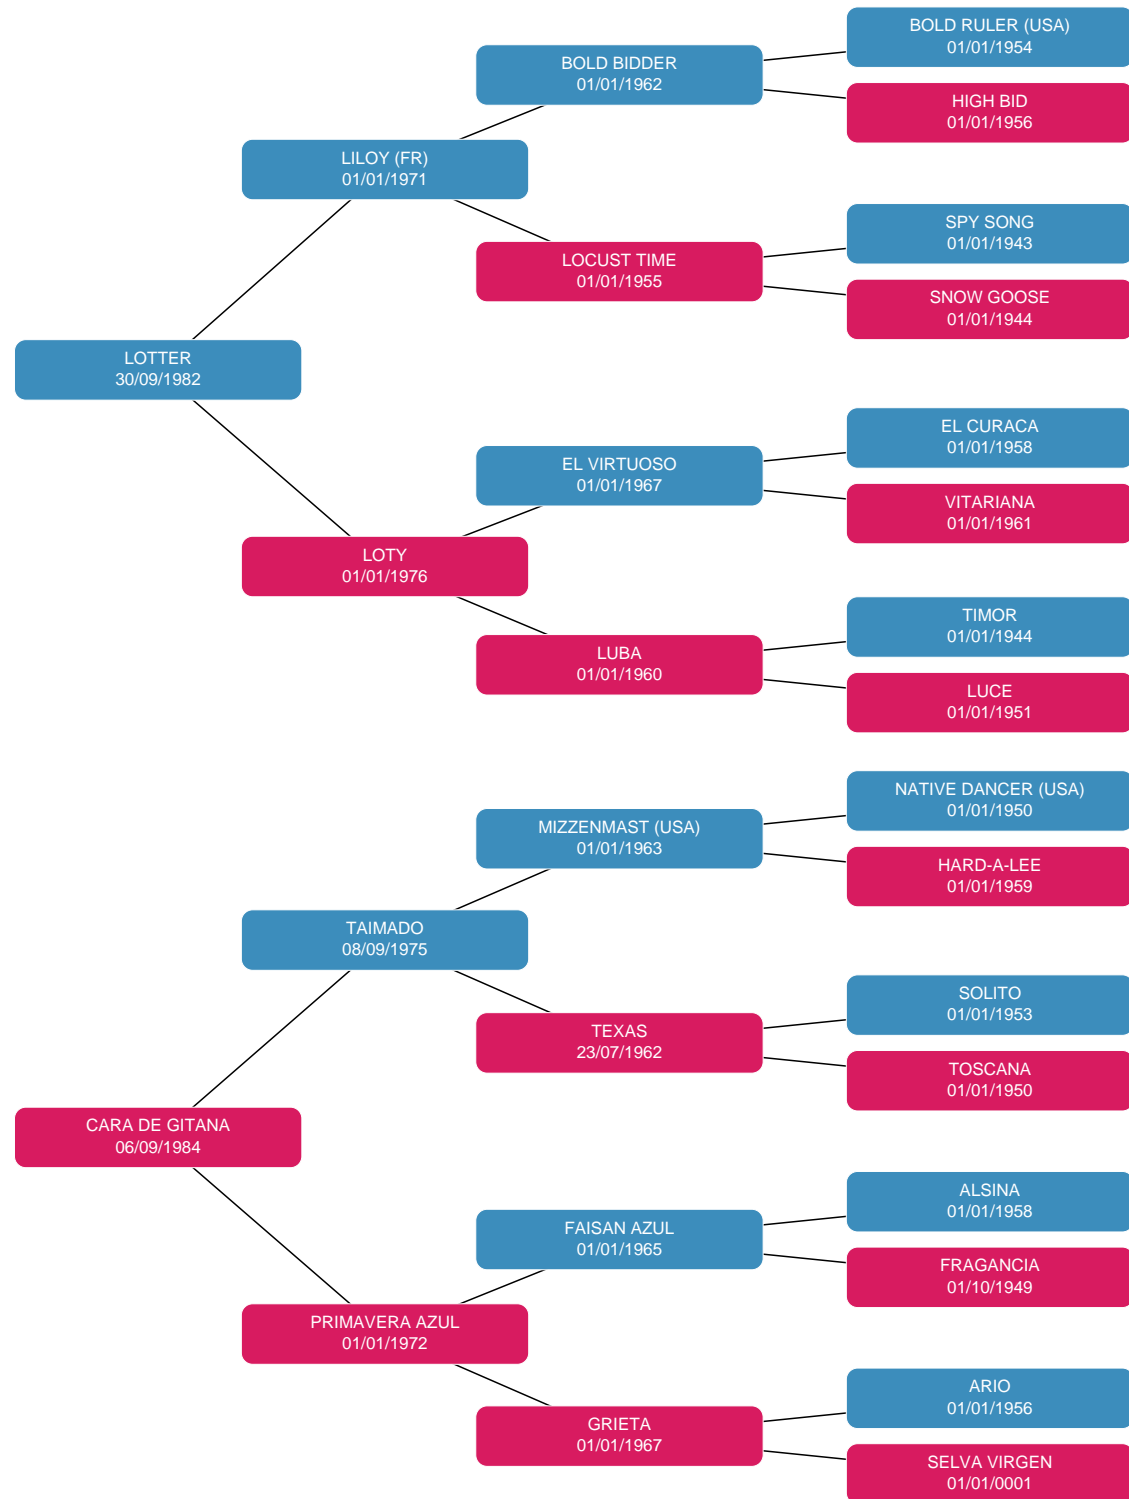 BOLD RULER (USA)
01/01/1954
BOLD BIDDER
01/01/1962
HIGH BID
01/01/1956
LILOY (FR)
01/01/1971
SPY SONG
01/01/1943
LOCUST TIME
01/01/1955
SNOW GOOSE
01/01/1944
LOTTER
30/09/1982
EL CURACA
01/01/1958
EL VIRTUOSO
01/01/1967
VITARIANA
01/01/1961
LOTY
01/01/1976
TIMOR
01/01/1944
LUBA
01/01/1960
LUCE
01/01/1951
NATIVE DANCER (USA)
01/01/1950
MIZZENMAST (USA)
01/01/1963
HARD-A-LEE
01/01/1959
TAIMADO
08/09/1975
SOLITO
01/01/1953
TEXAS
23/07/1962
TOSCANA
01/01/1950
CARA DE GITANA
06/09/1984
ALSINA
01/01/1958
FAISAN AZUL
01/01/1965
FRAGANCIA
01/10/1949
PRIMAVERA AZUL
01/01/1972
ARIO
01/01/1956
GRIETA
01/01/1967
SELVA VIRGEN
01/01/0001